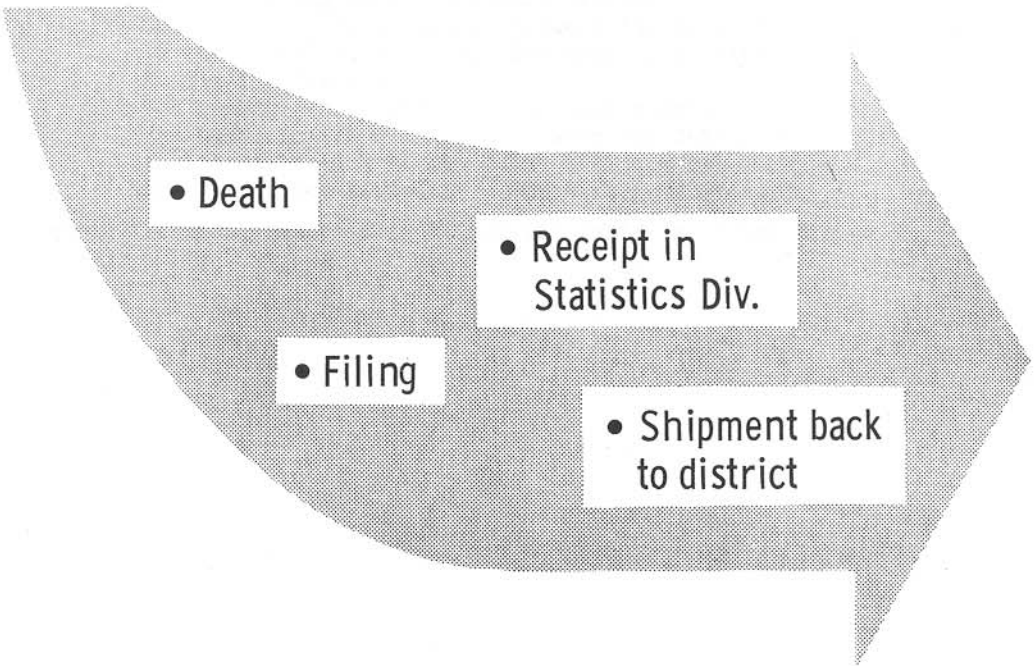 • Death
• Filing
• Receipt in
Statistics Div.
• Shipment back
to district